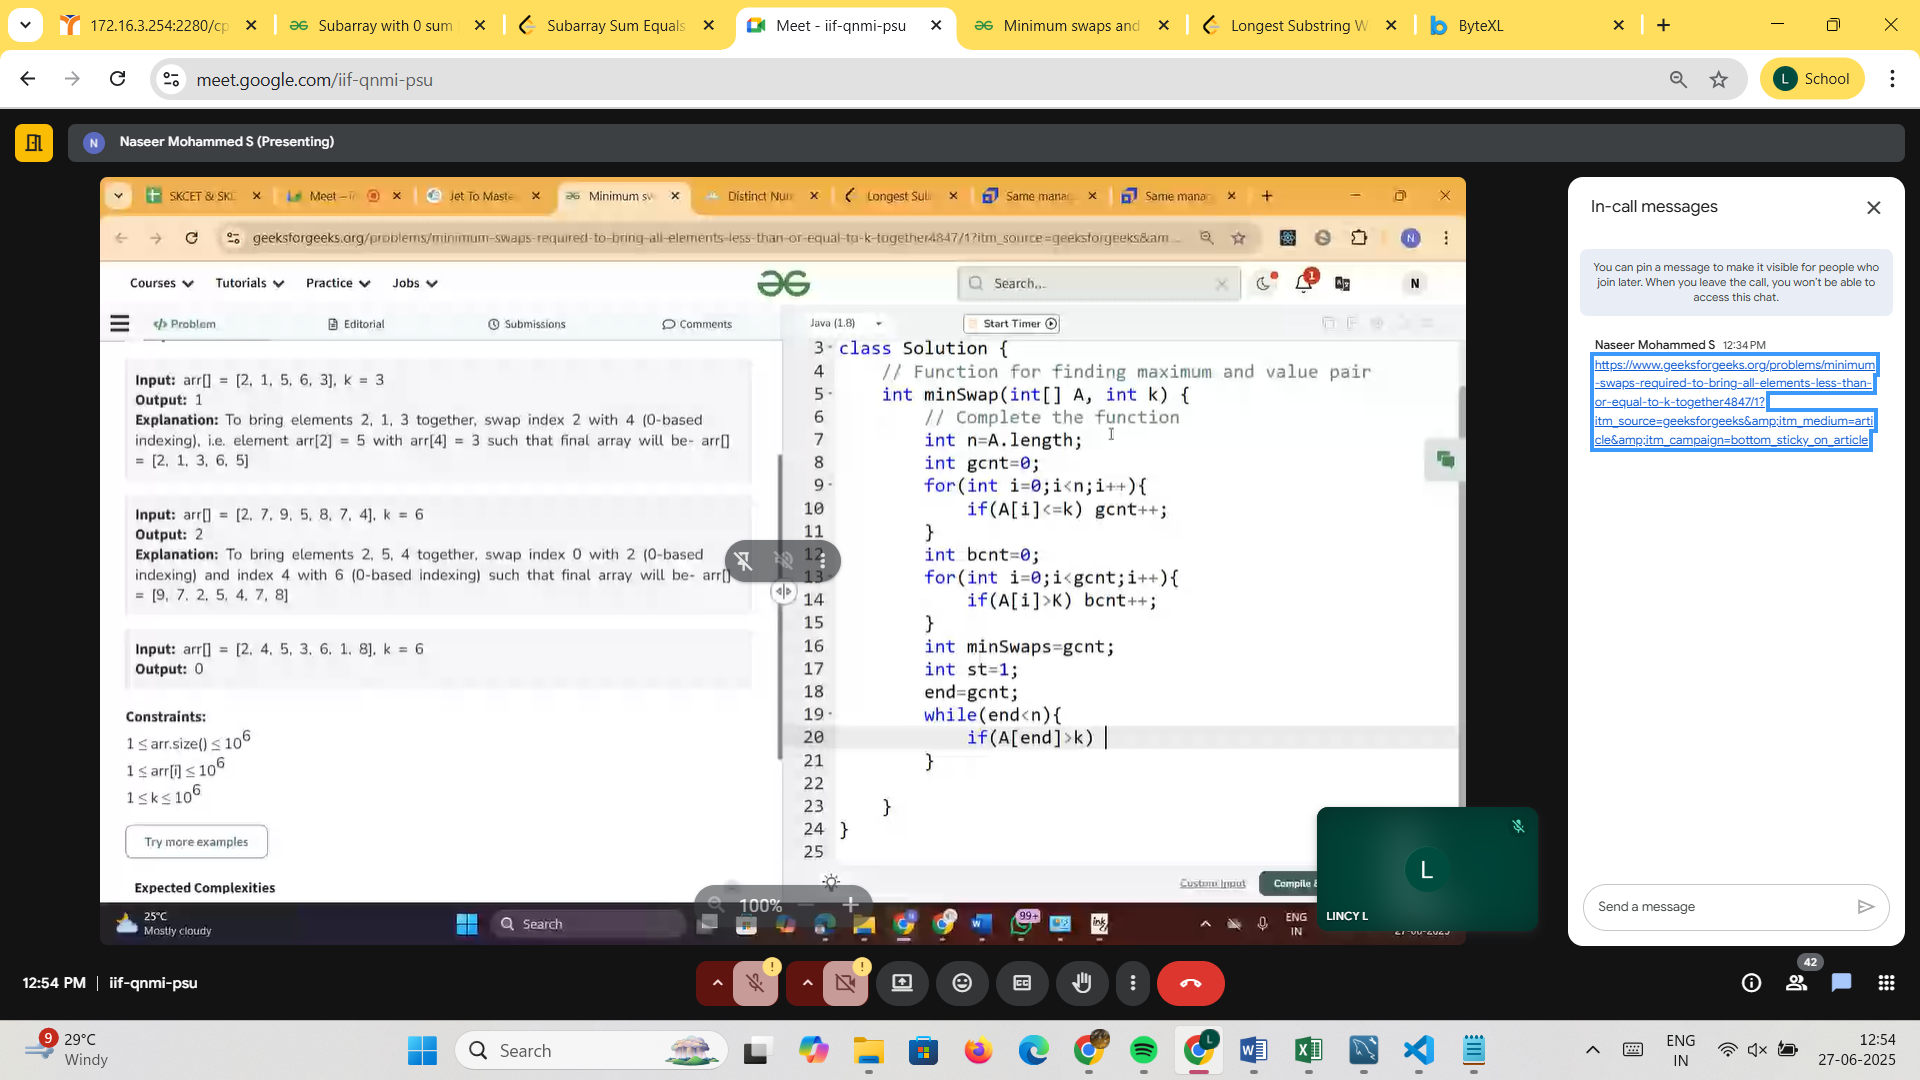 172.16.3.254:2280/cp
Subarray with 0 sum
Subarray Sum Equals
Meet - iif-qnmi-psu
Minimum swaps and
Longest Substring W
ByteXL
meet.google.com/iif-qnmi-psu
L School
N Naseer Mohammed S (Presenting)
SKCET & SK
Meet –
Jet To Maste
Minimum sv
Distinct Nur
Longest Sul
Same mana
Same mana
geeksforgeeks.org/problems/minimum-swaps-required-to-bring-all-elements-less-than-or-equal-to-k-together4847/1?itm_source=geeksforgeeks&am...
N
Courses Tutorials Practice Jobs
Search...
1
N
</> Problem Editorial Submissions Comments
Java (1.8) Start Timer
Input: arr[] = [2, 1, 5, 6, 3], k = 3
Output: 1
Explanation: To bring elements 2, 1, 3 together, swap index 2 with 4 (0-based
indexing), i.e. element arr[2] = 5 with arr[4] = 3 such that final array will be- arr[]
= [2, 1, 3, 6, 5]
Input: arr[] = [2, 7, 9, 5, 8, 7, 4], k = 6
Output: 2
Explanation: To bring elements 2, 5, 4 together, swap index 0 with 2 (0-based
indexing) and index 4 with 6 (0-based indexing) such that final array will be- arr[]
= [9, 7, 2, 5, 4, 7, 8]
Input: arr[] = [2, 4, 5, 3, 6, 1, 8], k = 6
Output: 0
Constraints:
1 ≤ arr.size() ≤ 10^6
1 ≤ arr[i] ≤ 10^6
1 ≤ k ≤ 10^6
Try more examples
Expected Complexities
3 class Solution {
4 // Function for finding maximum and value pair
5 int minSwap(int[] A, int k) {
6 // Complete the function
7 int n=A.length;
8 int gcnt=0;
9 for(int i=0;i<n;i++){
10 if(A[i]<=k) gcnt++;
11 }
12 int bcnt=0;
13 for(int i=0;i<gcnt;i++){
14 if(A[i]>K) bcnt++;
15 }
16 int minSwaps=gcnt;
17 int st=1;
18 end=gcnt;
19 while(end<n){
20 if(A[end]>k)
21 }
22
23 }
24 }
25
Custom Input Compile &
100%
25°C
Mostly cloudy
Search
99+
ENG
IN
27-06-2025
L
LINCY L
In-call messages
You can pin a message to make it visible for people who
join later. When you leave the call, you won't be able to
access this chat.
Naseer Mohammed S 12:34 PM
https://www.geeksforgeeks.org/problems/minimum
-swaps-required-to-bring-all-elements-less-than-
or-equal-to-k-together4847/1?
itm_source=geeksforgeeks&amp;itm_medium=arti
cle&amp;itm_campaign=bottom_sticky_on_article
Send a message
12:54 PM | iif-qnmi-psu
42
9
29°C
Windy
Search
L
ENG
IN
12:54
27-06-2025